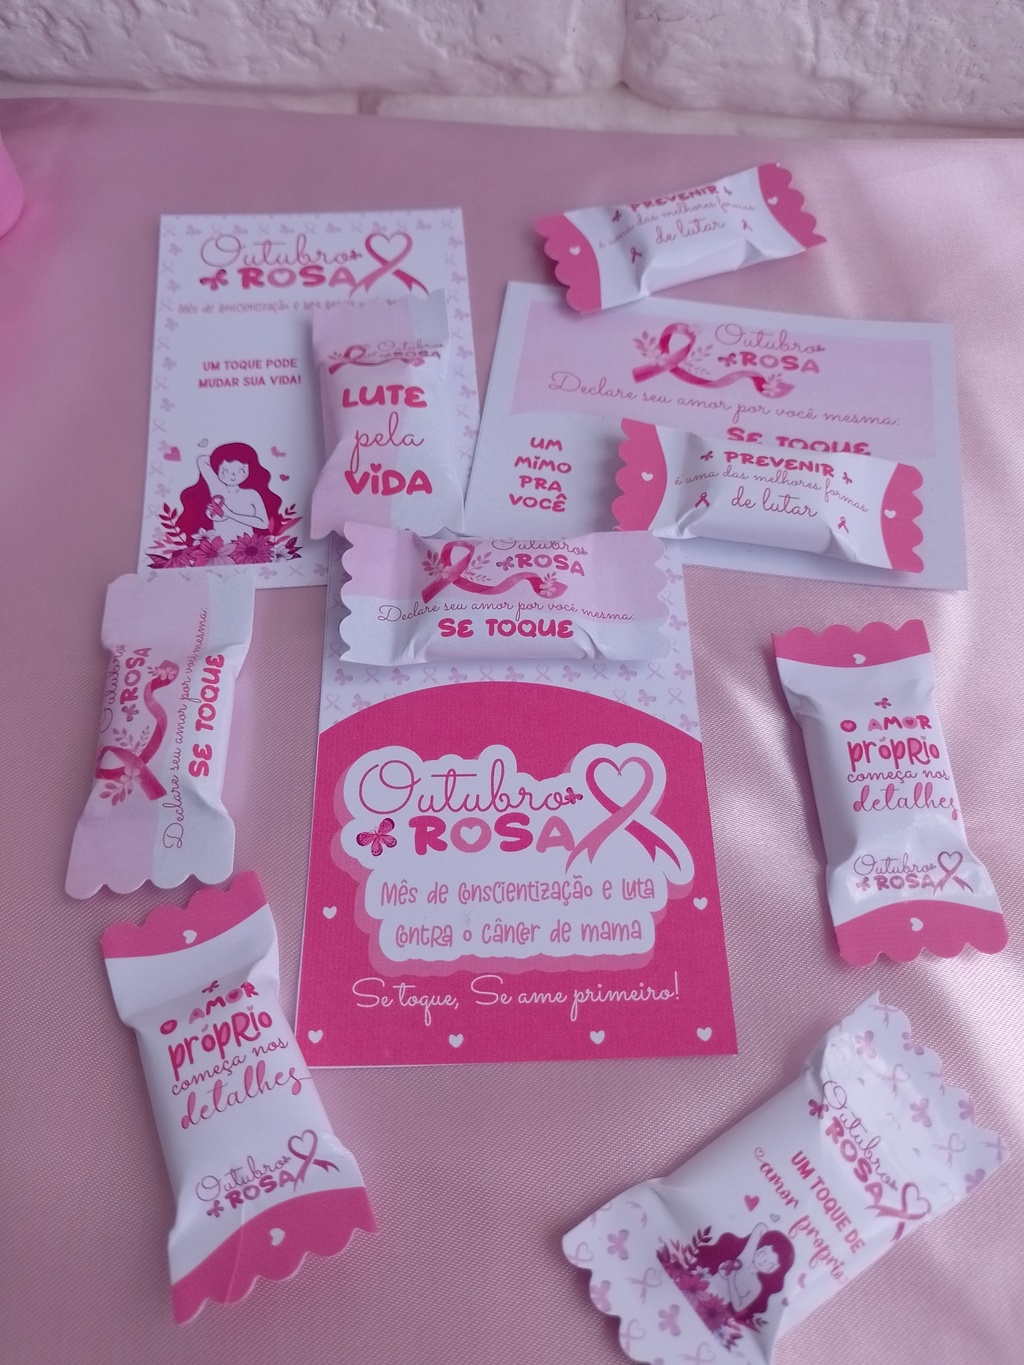 PREVENIR
é uma das melhores formas
de lutar
Outubro
ROSA
Mês de Conscientização e
UM TOQUE PODE
MUDAR SUA VIDA!
ROSA
LUTE
pela
VIDA
Outubro
ROSA
Declare seu amor por você mesma:
SE TOQUE
UM
MIMO
PRA
VOCÊ
PREVENIR
é uma das melhores formas
de lutar
Outubro
ROSA
Declare seu amor por você mesma:
SE TOQUE
Outubro
ROSA
Declare seu amor por você mesma:
SE TOQUE
O AMOR
PRÓPRIO
começa nos
detalhes
Outubro
ROSA
Outubro
ROSA
Mês de Conscientização e luta
Contra o câncer de mama
Se toque, Se ame primeiro!
O AMOR
PRÓPRIO
começa nos
detalhes
Outubro
ROSA
Outubro
ROSA
UM TOQUE DE
amor próprio